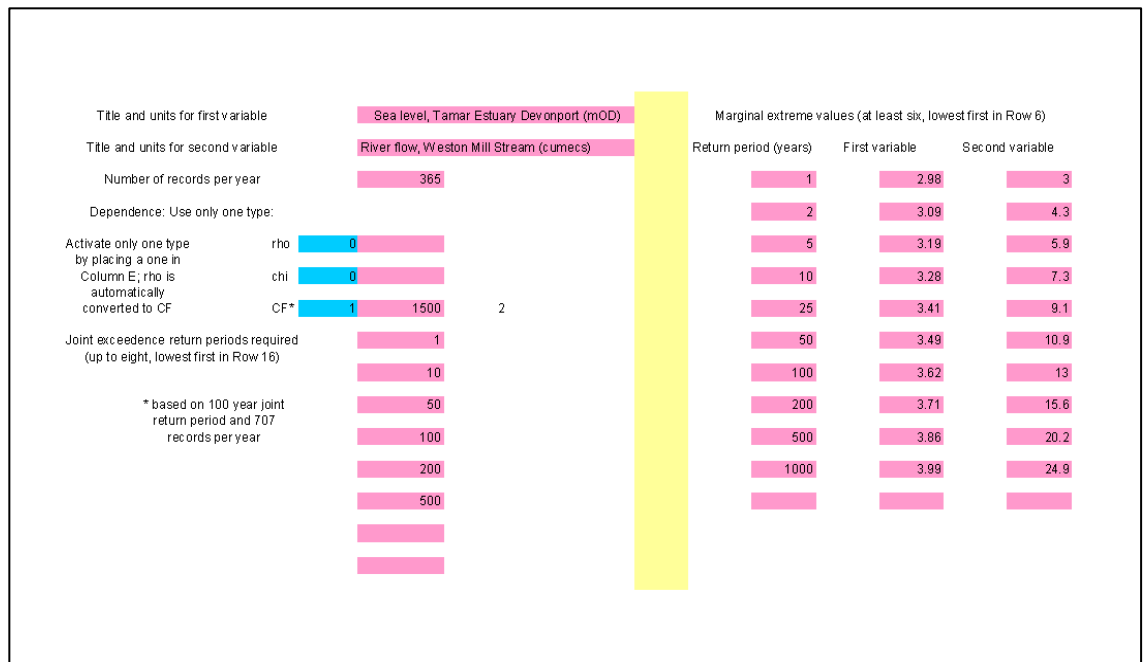 Title and units for first variable Sea level, Tamar Estuary Devonport (mOD) Marginal extreme values (at least six, lowest first in Row 6)
Title and units for second variable River flow, Weston Mill Stream (cumecs) Return period (years) First variable Second variable
Number of records per year 365 1 2.98 3
Dependence: Use only one type: 2 3.09 4.3
Activate only one type rho 0 5 3.19 5.9
by placing a one in
Column E; rho is chi 0 10 3.28 7.3
automatically
converted to CF CF* 1 1500 2 25 3.41 9.1
Joint exceedence return periods required 1 50 3.49 10.9
(up to eight, lowest first in Row 16)
10 100 3.62 13
* based on 100 year joint 50 200 3.71 15.6
return period and 707
records per year 100 500 3.86 20.2
200 1000 3.99 24.9
500